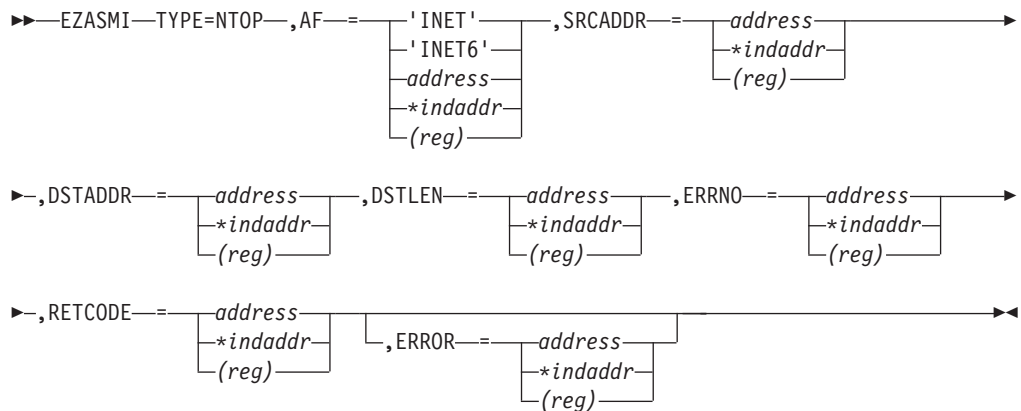 EZASMI TYPE=NTOP ,AF = 'INET' ,SRCADDR = address
'INET6' *indaddr
address (reg)
*indaddr
(reg)
,DSTADDR = address ,DSTLEN = address ,ERRNO = address
*indaddr *indaddr *indaddr
(reg) (reg) (reg)
,RETCODE = address
*indaddr ,ERROR = address
(reg) *indaddr
(reg)